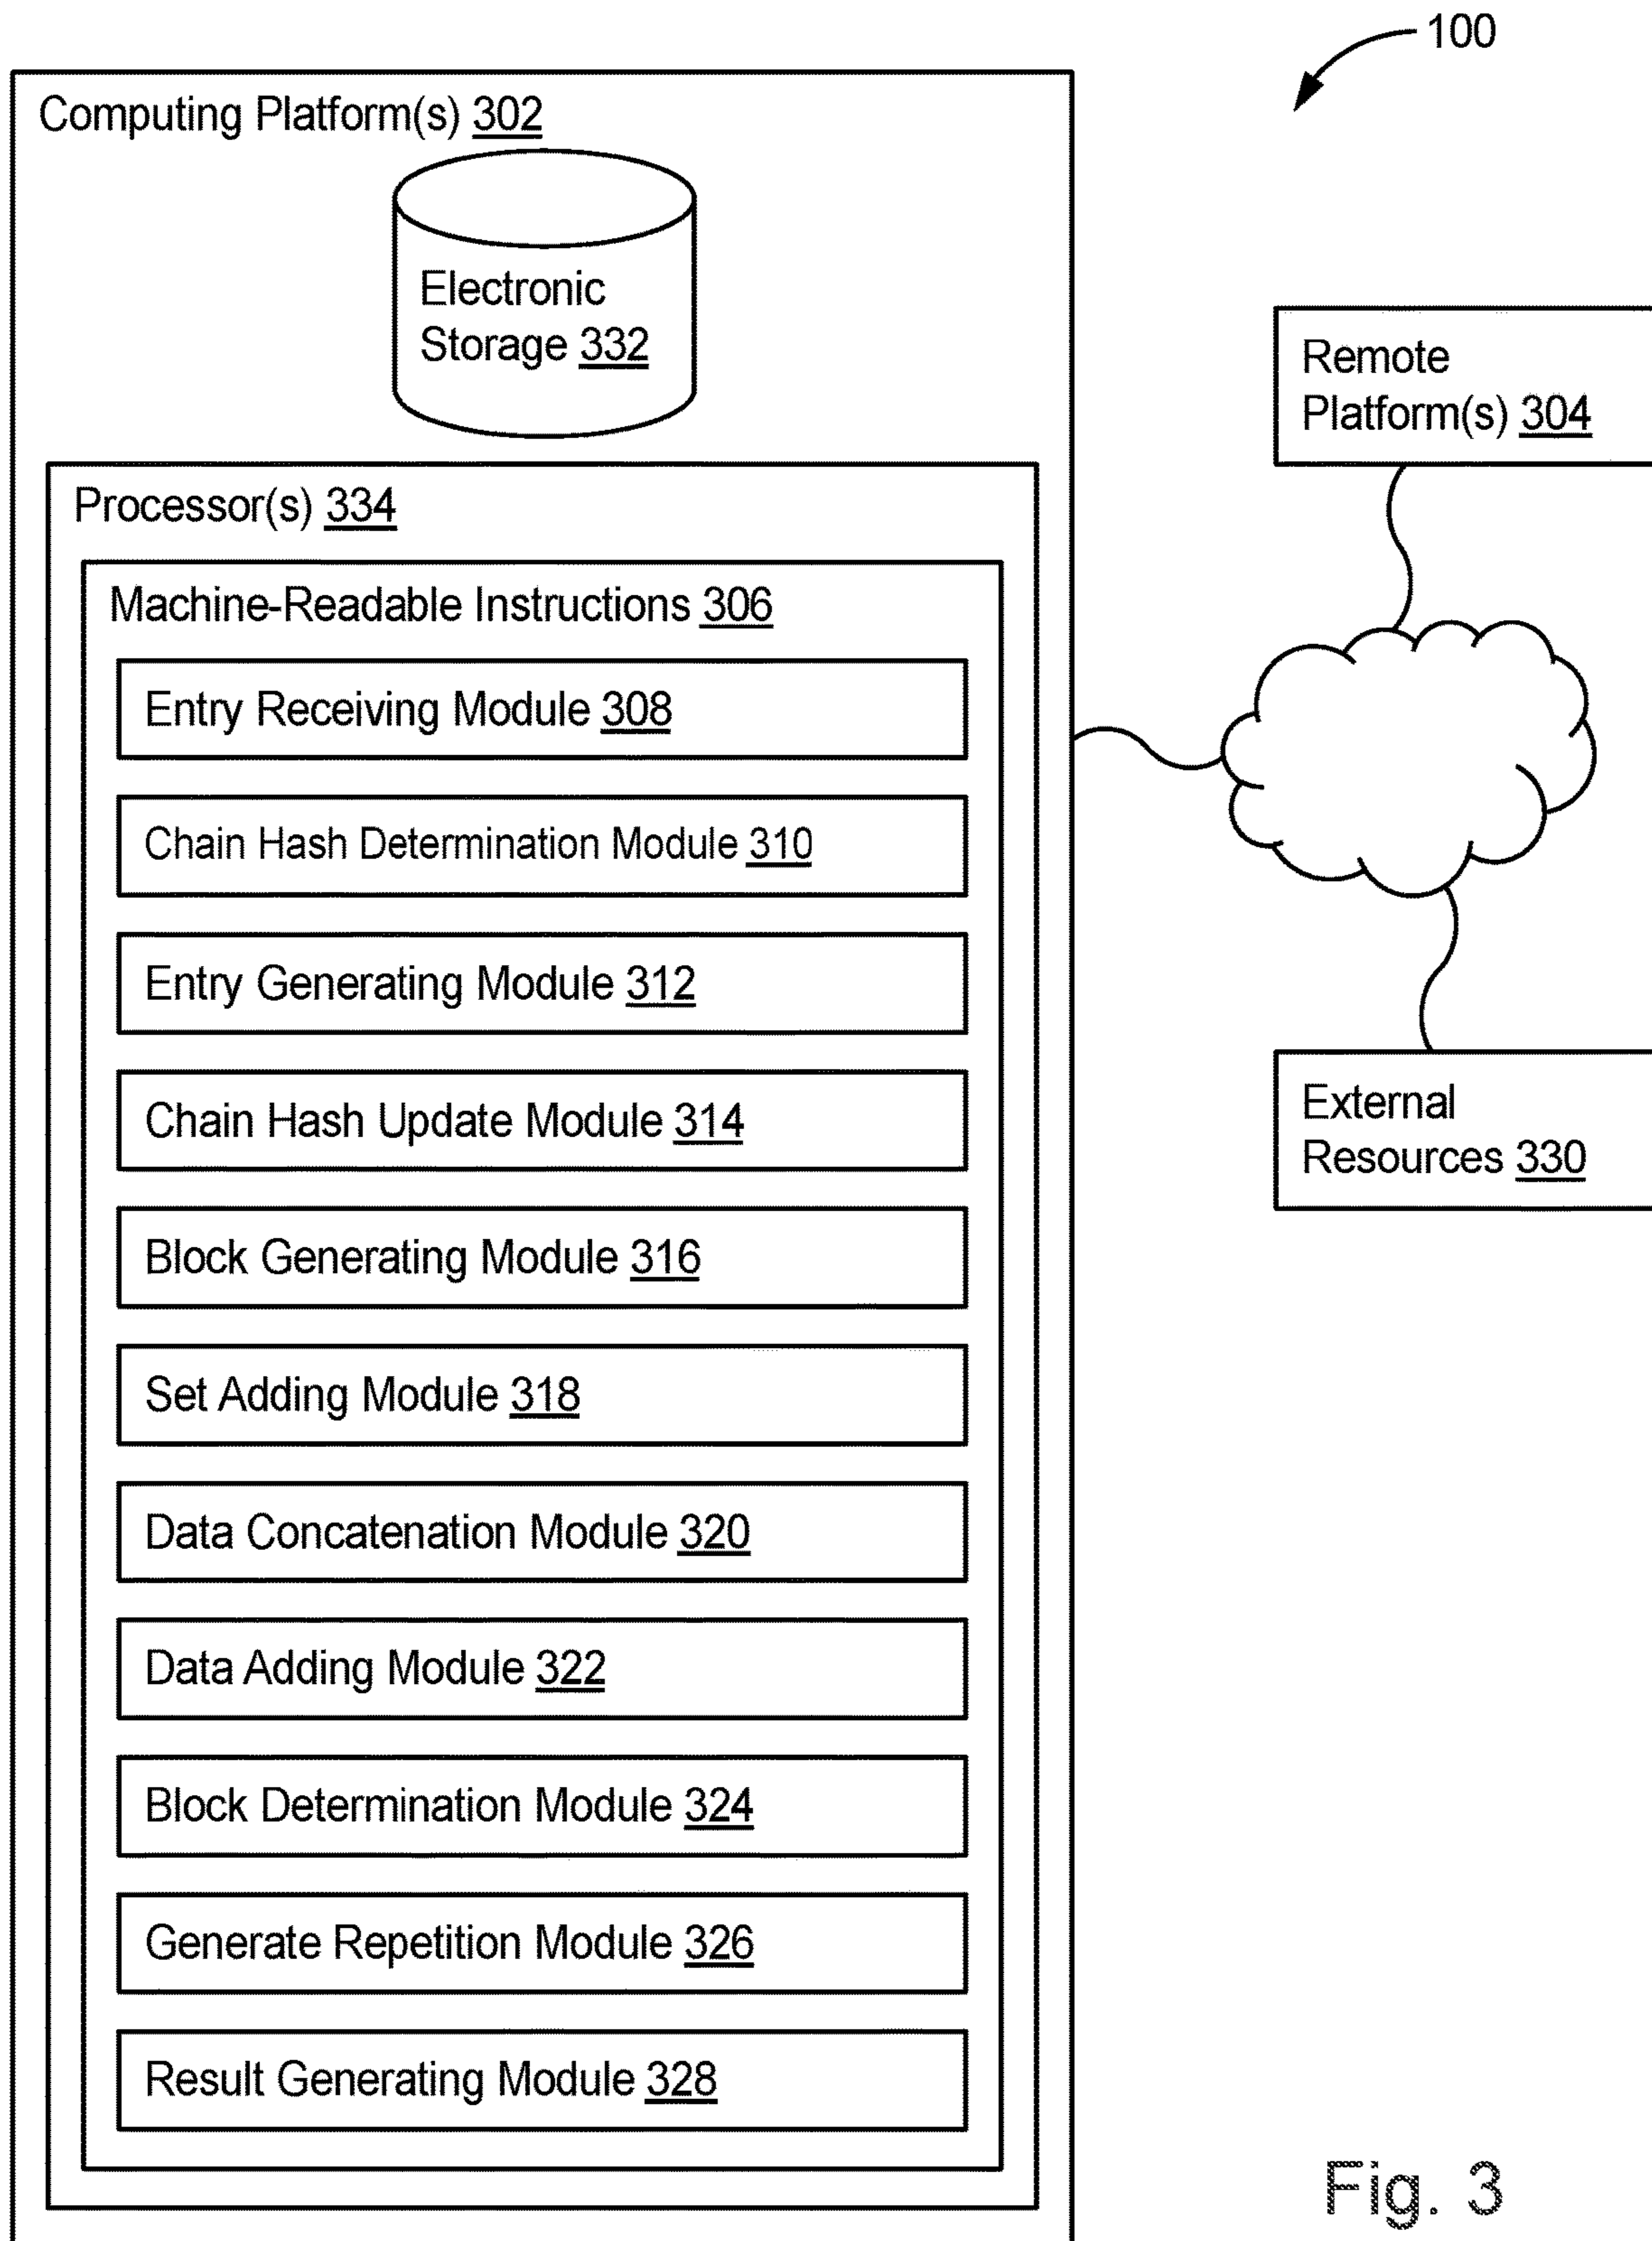 100
Computing Platform(s) 302
Electronic
Storage 332
Remote
Platform(s) 304
Processor(s) 334
Machine-Readable Instructions 306
Entry Receiving Module 308
Chain Hash Determination Module 310
Entry Generating Module 312
Chain Hash Update Module 314
External
Resources 330
Block Generating Module 316
Set Adding Module 318
Data Concatenation Module 320
Data Adding Module 322
Block Determination Module 324
Generate Repetition Module 326
Result Generating Module 328
Fig. 3